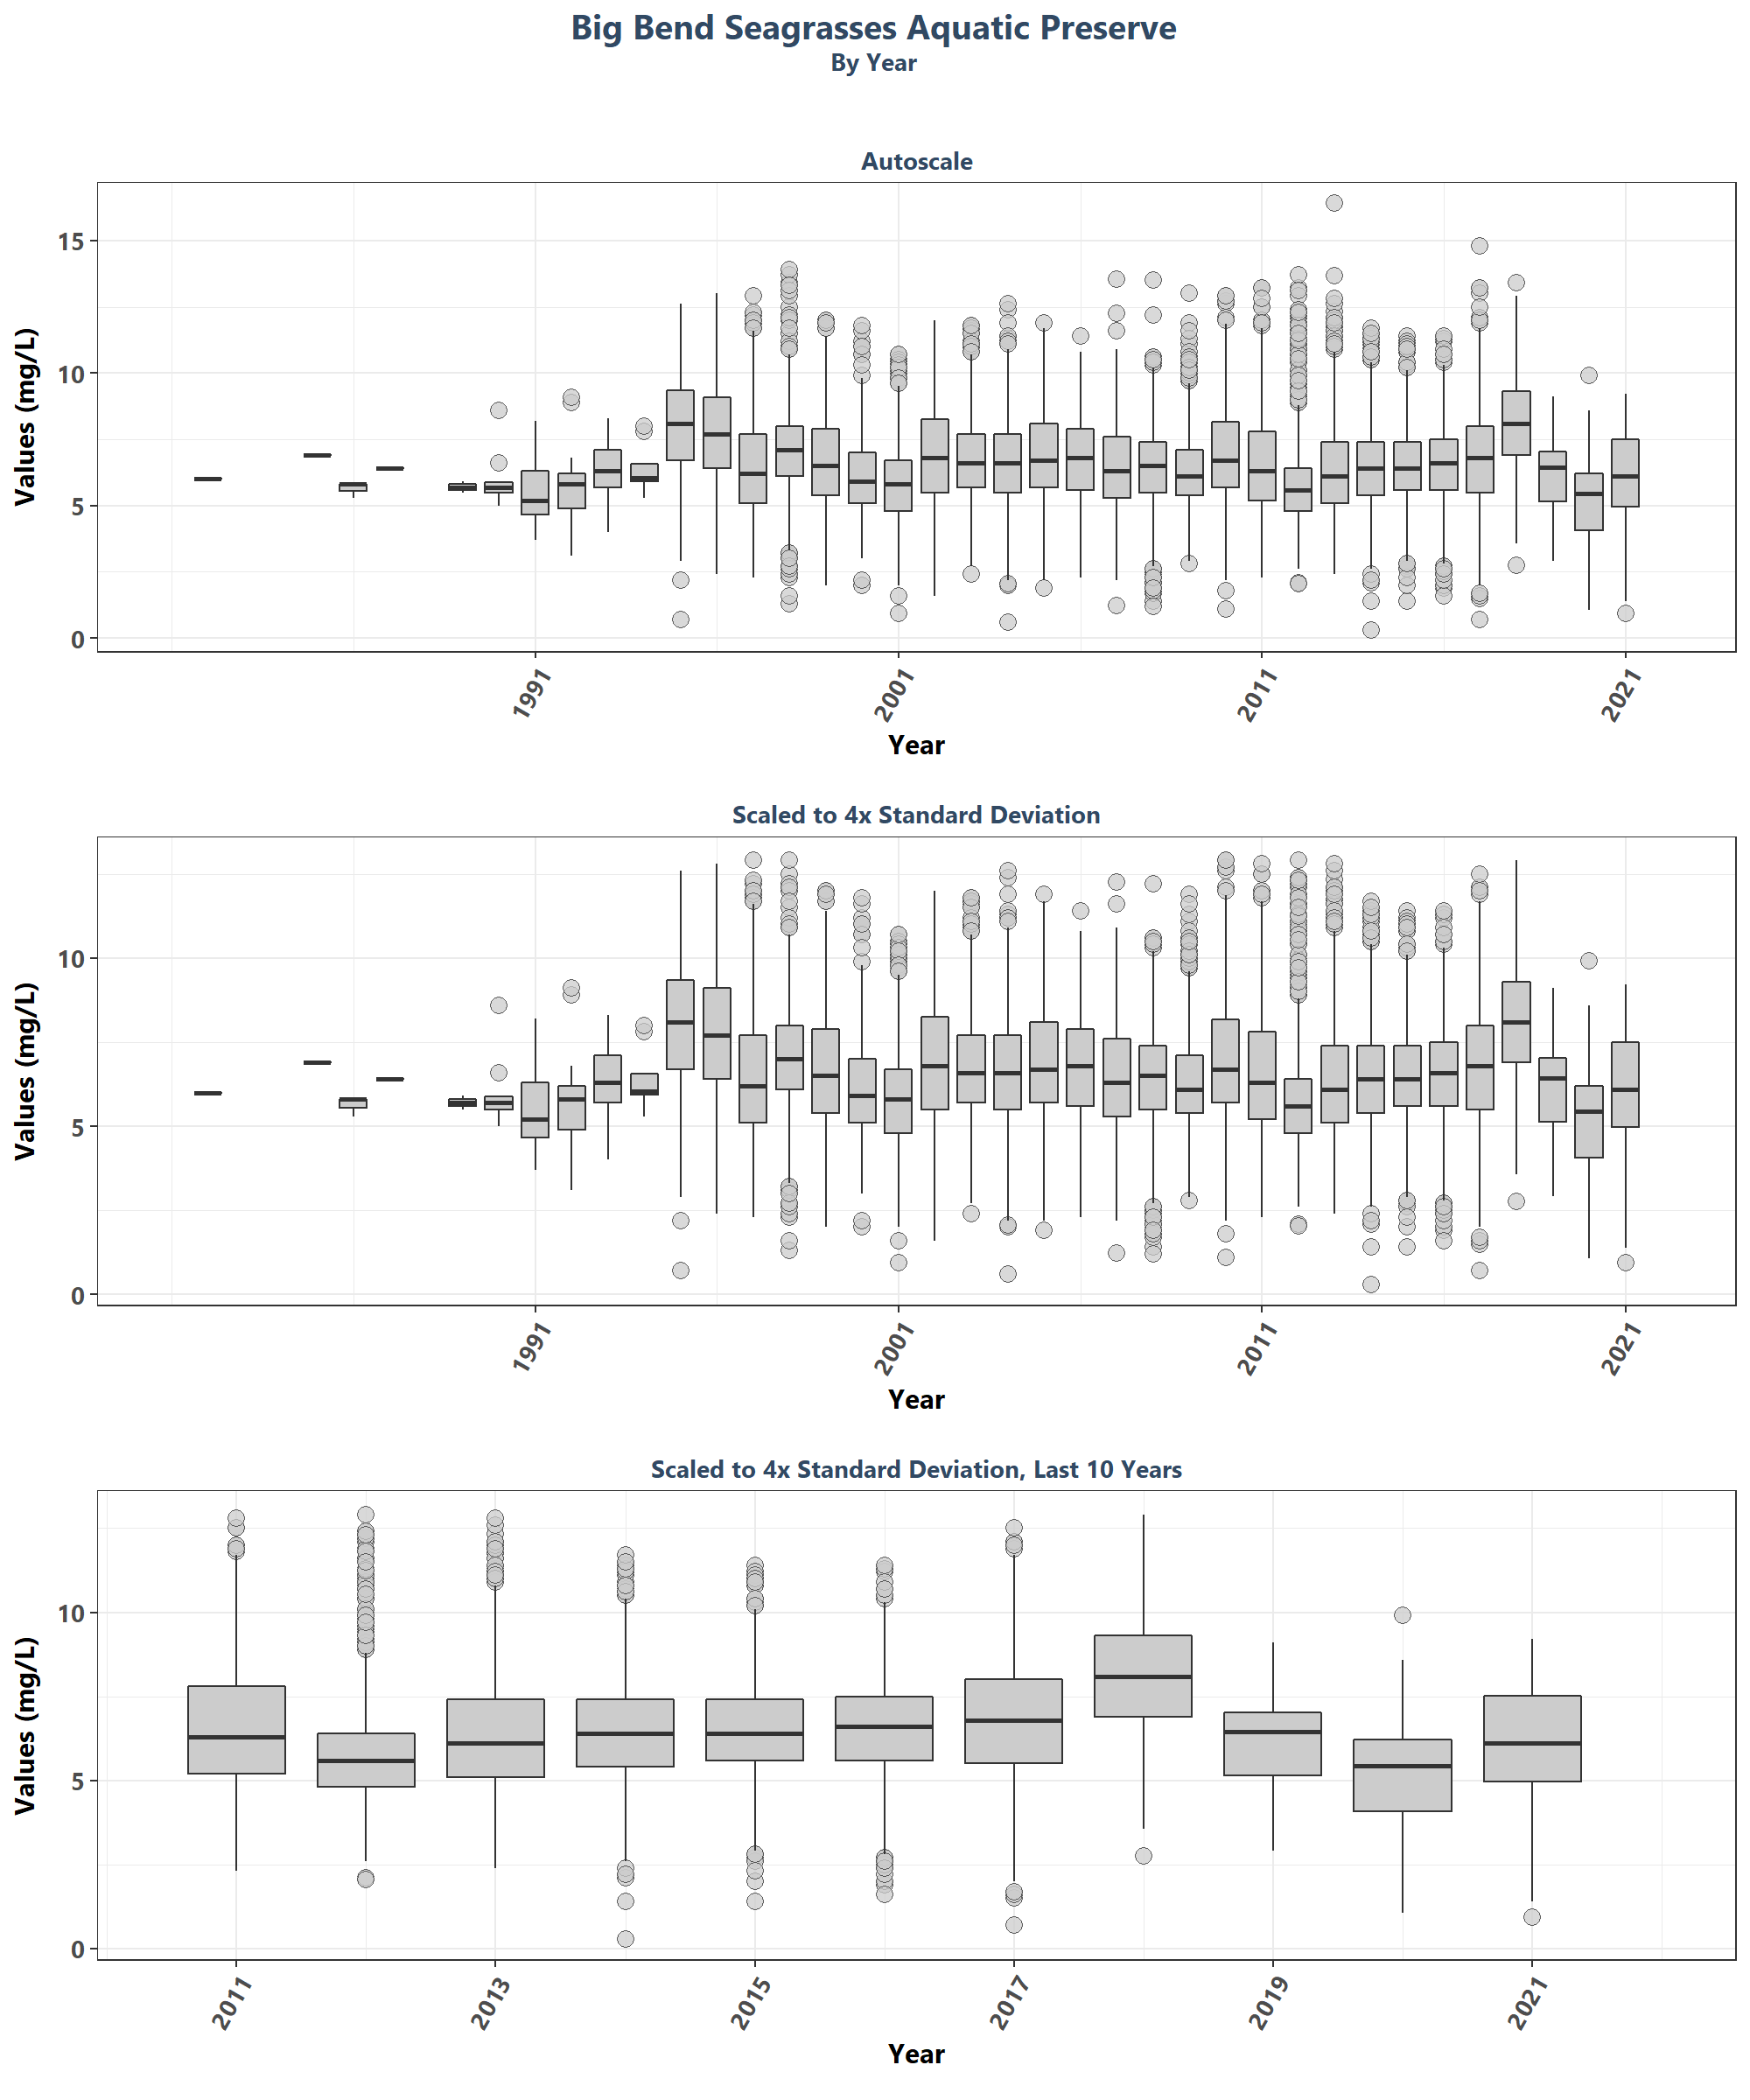 Big Bend Seagrasses Aquatic Preserve
By Year
Autoscale
Values (mg/L)
15
10
5
0
1991
2001
2011
2021
Year
Scaled to 4x Standard Deviation
Values (mg/L)
10
5
0
1991
2001
2011
2021
Year
Scaled to 4x Standard Deviation, Last 10 Years
Values (mg/L)
10
5
0
2011
2013
2015
2017
2019
2021
Year